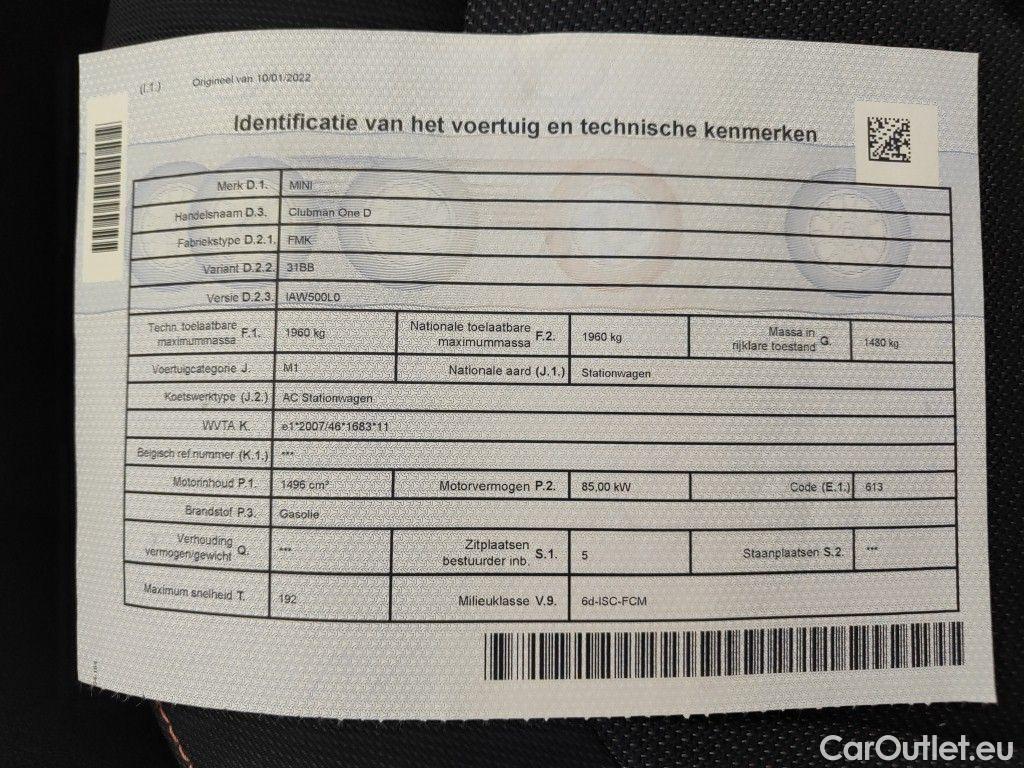 (I.1.) Origineel van 10/01/2022
Identificatie van het voertuig en technische kenmerken
Merk D.1. MINI
Handelsnaam D.3. Clubman One D
Fabriekstype D.2.1. FMK
Variant D.2.2. 31BB
Versie D.2.3. IAW500L0
Techn. toelaatbare maximummassa F.1. 1960 kg Nationale toelaatbare maximummassa F.2. 1960 kg Massa in rijklare toestand G. 1480 kg
Voertuigcategorie J. M1 Nationale aard (J.1.) Stationwagen
Koetswerktype (J.2.) AC Stationwagen
WVTA K. e1*2007/46*1683*11
Belgisch ref.nummer (K.1.) ***
Motorinhoud P.1. 1496 cm³ Motorvermogen P.2. 85,00 kW Code (E.1.) 613
Brandstof P.3. Gasolie
Verhouding vermogen/gewicht Q. *** Zitplaatsen bestuurder inb. S.1. 5 Staanplaatsen S.2. ***
Maximum snelheid T. 192 Milieuklasse V.9. 6d-ISC-FCM
CarOutlet.eu